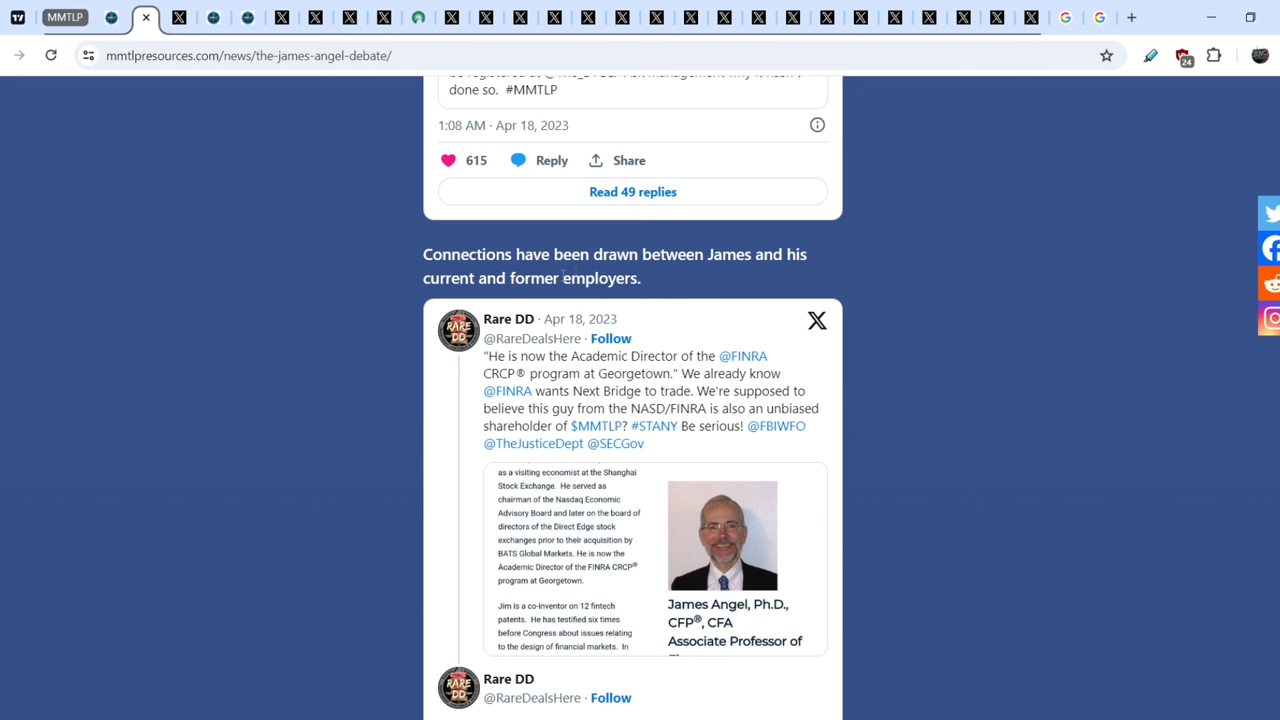 MMTLP
mmtlpresources.com/news/the-james-angel-debate/
24
done so. #MMTLP
1:08 AM · Apr 18, 2023
615 Reply Share
Read 49 replies
Connections have been drawn between James and his
current and former employers.
RARE
DD
Rare DD · Apr 18, 2023
@RareDealsHere · Follow
"He is now the Academic Director of the @FINRA
CRCP® program at Georgetown." We already know
@FINRA wants Next Bridge to trade. We're supposed to
believe this guy from the NASD/FINRA is also an unbiased
shareholder of $MMTLP? #STANY Be serious! @FBIWFO
@TheJusticeDept @SECGov
as a visiting economist at the Shanghai
Stock Exchange. He served as
chairman of the Nasdaq Economic
Advisory Board and later on the board of
directors of the Direct Edge stock
exchanges prior to their acquisition by
BATS Global Markets. He is now the
Academic Director of the FINRA CRCP®
program at Georgetown.
Jim is a co-inventor on 12 fintech
patents. He has testified six times
before Congress about issues relating
to the design of financial markets. In
James Angel, Ph.D.,
CFP®, CFA
Associate Professor of
RARE
DD
Rare DD
@RareDealsHere · Follow